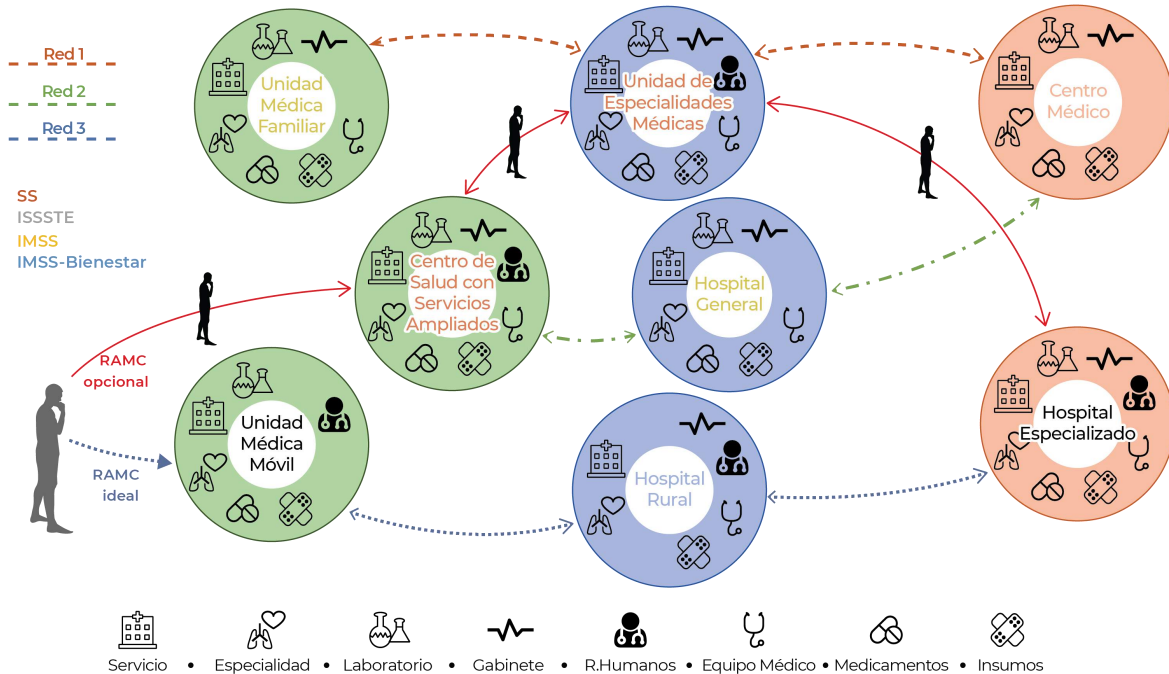 Red 1
Red 2
Red 3
SS
ISSSTE
IMSS
IMSS-Bienestar
Unidad
Médica
Familiar
Unidad de
Especialidades
Médicas
Centro
Médico
Centro de
Salud con
Servicios
Ampliados
Hospital
General
RAMC
opcional
RAMC
ideal
Unidad
Médica
Móvil
Hospital
Rural
Hospital
Especializado
Servicio • Especialidad • Laboratorio • Gabinete • R.Humanos • Equipo Médico • Medicamentos • Insumos